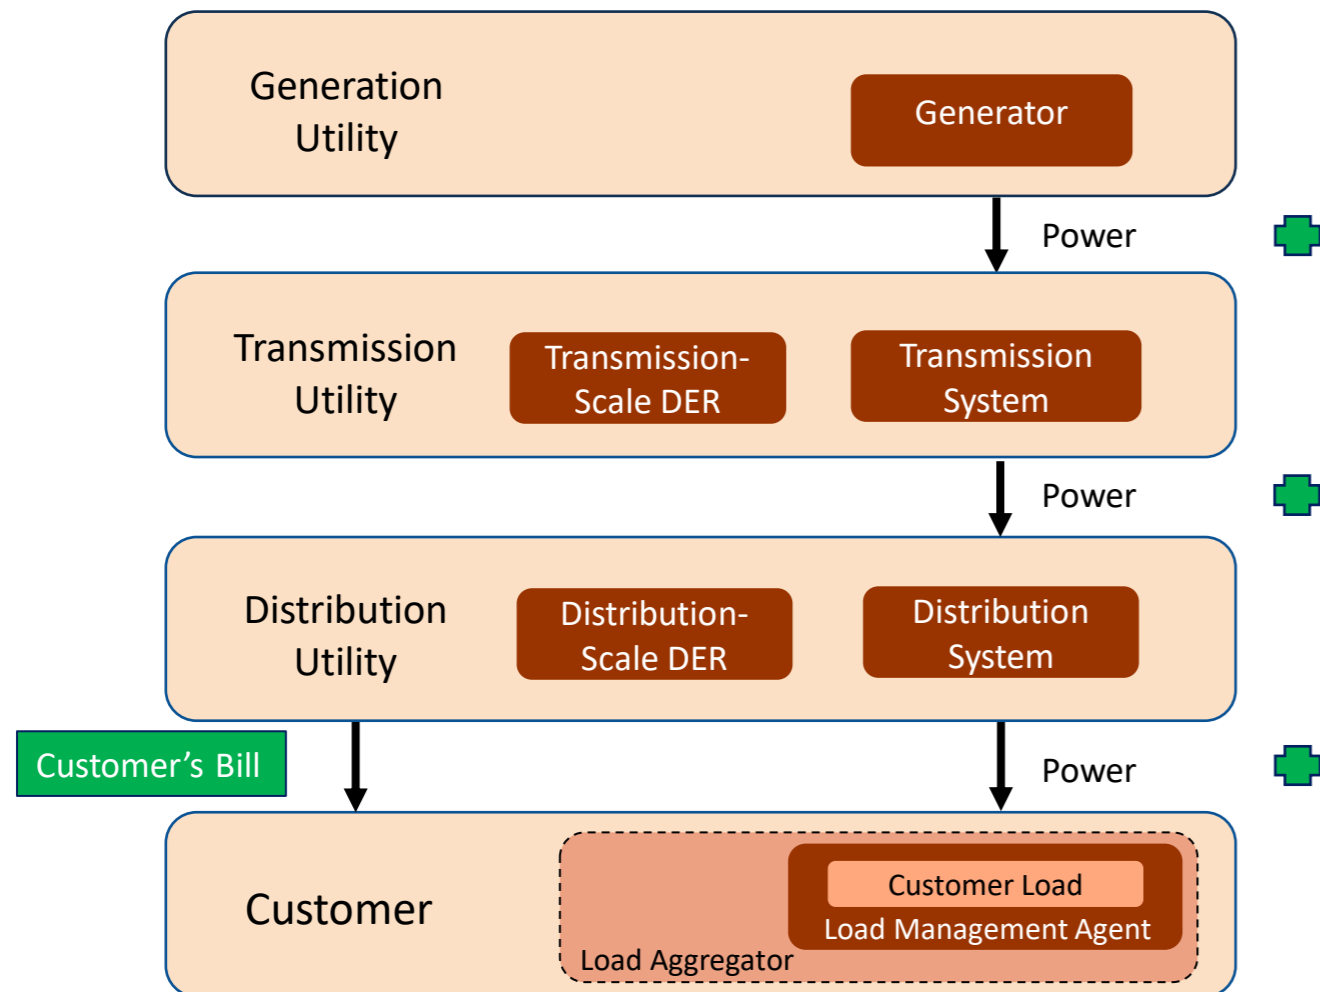 Generation
Utility
Generator
Power
Transmission
Utility
Transmission-
Scale DER
Transmission
System
Power
Distribution
Utility
Distribution-
Scale DER
Distribution
System
Customer’s Bill
Power
Customer
Customer Load
Load Management Agent
Load Aggregator